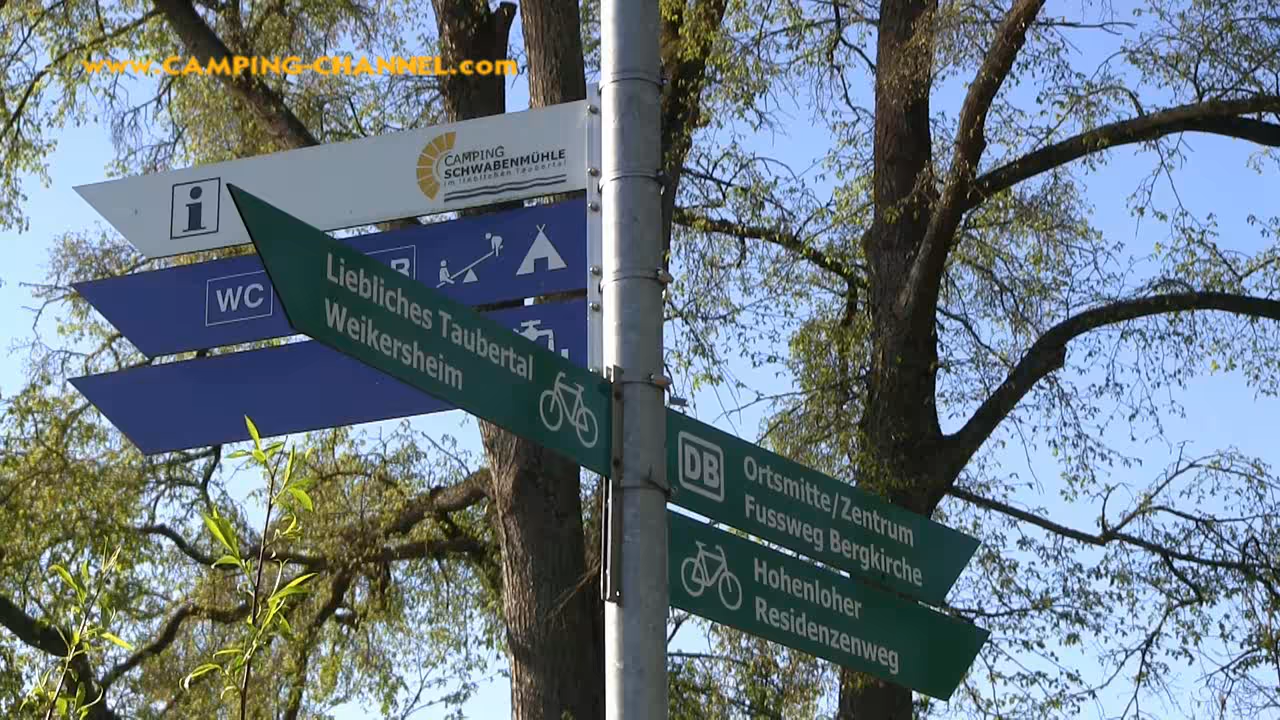 www.CAMPING-CHANNEL.com
CAMPING
SCHWABENMÜHLE
im lieblichen Taubertal
i
WC
Liebliches Taubertal
Weikersheim
DB
Ortsmitte/Zentrum
Fussweg Bergkirche
Hohenloher
Residenzenweg